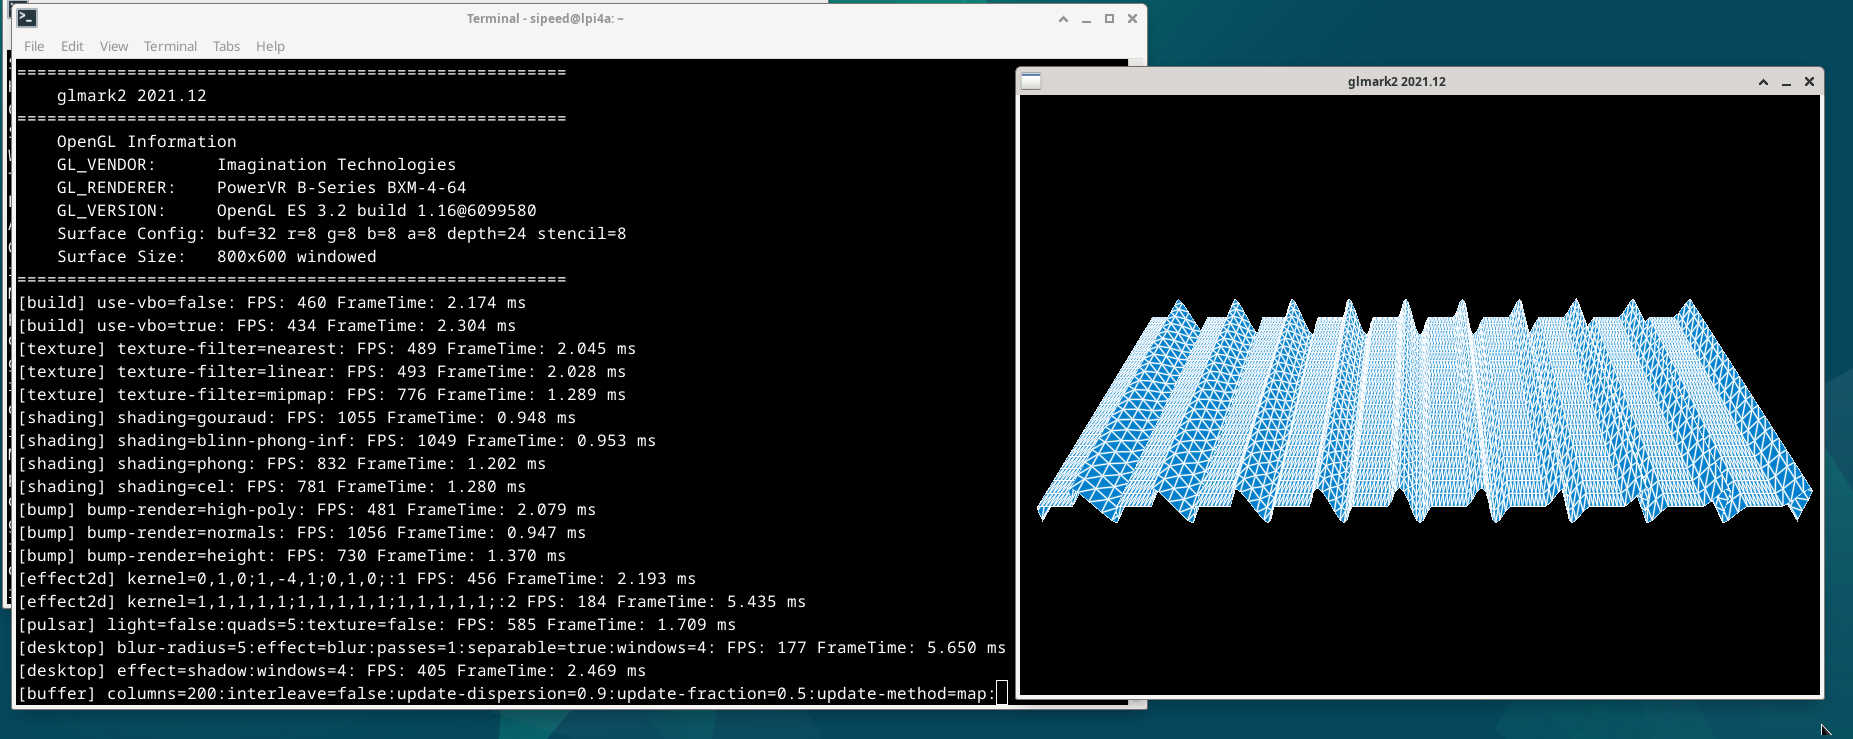 Terminal - sipeed@lpi4a: ~
File Edit View Terminal Tabs Help
=======================================================
glmark2 2021.12
=======================================================
OpenGL Information
GL_VENDOR: Imagination Technologies
GL_RENDERER: PowerVR B-Series BXM-4-64
GL_VERSION: OpenGL ES 3.2 build 1.16@6099580
Surface Config: buf=32 r=8 g=8 b=8 a=8 depth=24 stencil=8
Surface Size: 800x600 windowed
=======================================================
[build] use-vbo=false: FPS: 460 FrameTime: 2.174 ms
[build] use-vbo=true: FPS: 434 FrameTime: 2.304 ms
[texture] texture-filter=nearest: FPS: 489 FrameTime: 2.045 ms
[texture] texture-filter=linear: FPS: 493 FrameTime: 2.028 ms
[texture] texture-filter=mipmap: FPS: 776 FrameTime: 1.289 ms
[shading] shading=gouraud: FPS: 1055 FrameTime: 0.948 ms
[shading] shading=blinn-phong-inf: FPS: 1049 FrameTime: 0.953 ms
[shading] shading=phong: FPS: 832 FrameTime: 1.202 ms
[shading] shading=cel: FPS: 781 FrameTime: 1.280 ms
[bump] bump-render=high-poly: FPS: 481 FrameTime: 2.079 ms
[bump] bump-render=normals: FPS: 1056 FrameTime: 0.947 ms
[bump] bump-render=height: FPS: 730 FrameTime: 1.370 ms
[effect2d] kernel=0,1,0;1,-4,1;0,1,0;:1 FPS: 456 FrameTime: 2.193 ms
[effect2d] kernel=1,1,1,1,1;1,1,1,1,1;1,1,1,1,1;:2 FPS: 184 FrameTime: 5.435 ms
[pulsar] light=false:quads=5:texture=false: FPS: 585 FrameTime: 1.709 ms
[desktop] blur-radius=5:effect=blur:passes=1:separable=true:windows=4: FPS: 177 FrameTime: 5.650 ms
[desktop] effect=shadow:windows=4: FPS: 405 FrameTime: 2.469 ms
[buffer] columns=200:interleave=false:update-dispersion=0.9:update-fraction=0.5:update-method=map:
glmark2 2021.12